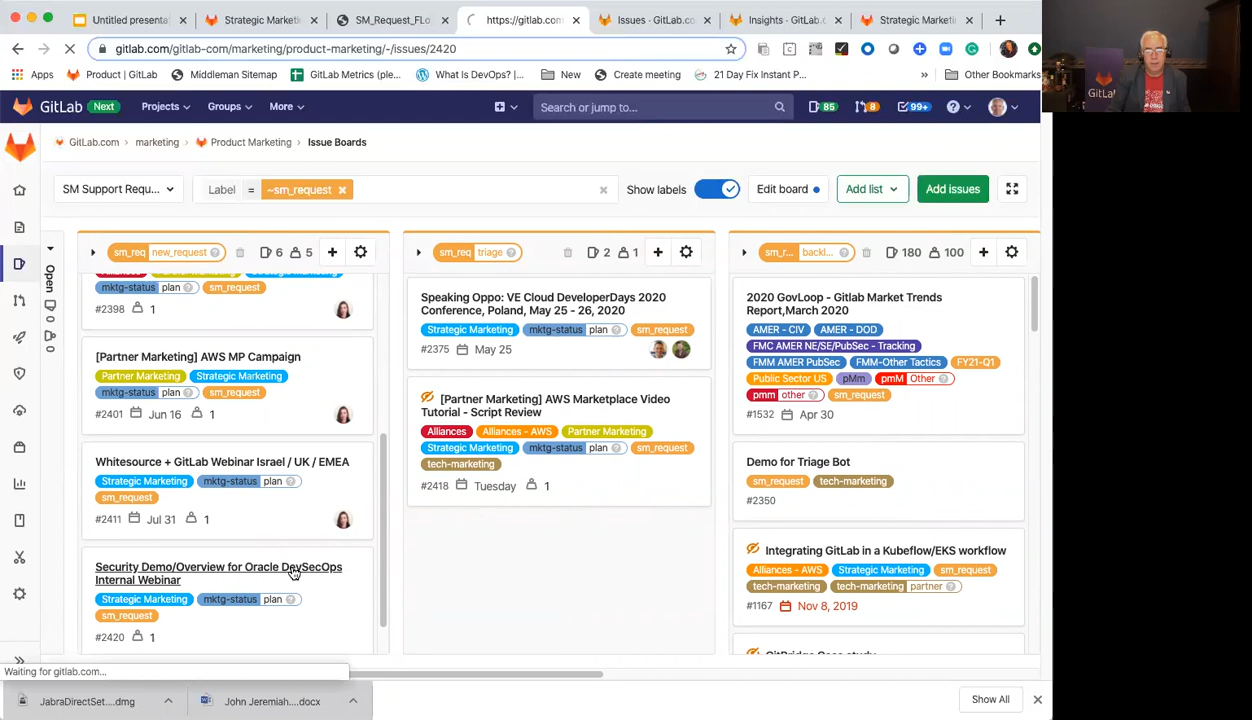 Untitled presenta
Strategic Marketi
SM_Request_FLo
https://gitlab.com
Issues · GitLab.co
Insights · GitLab.c
Strategic Marketi
gitlab.com/gitlab-com/marketing/product-marketing/-/issues/2420
Apps
Product | GitLab
Middleman Sitemap
GitLab Metrics (ple...
What Is DevOps?|...
New
Create meeting
21 Day Fix Instant P...
»
Other Bookmarks
GitLab
Next
Projects
Groups
More
Search or jump to...
85
8
99+
GitLab
GitLab.com › marketing › Product Marketing › Issue Boards
SM Support Requ...
Label = ~sm_request
Show labels
Edit board
Add list
Add issues
Open
0
0
sm_req new_request
6
5
mktg-status plan
sm_request
#2398
1
[Partner Marketing] AWS MP Campaign
Partner Marketing
Strategic Marketing
mktg-status plan
sm_request
#2401
Jun 16
1
Whitesource + GitLab Webinar Israel / UK / EMEA
Strategic Marketing
mktg-status plan
sm_request
#2411
Jul 31
1
Security Demo/Overview for Oracle DevSecOps
Internal Webinar
Strategic Marketing
mktg-status plan
sm_request
#2420
1
sm_req triage
2
1
Speaking Oppo: VE Cloud DeveloperDays 2020
Conference, Poland, May 25 - 26, 2020
Strategic Marketing
mktg-status plan
sm_request
#2375
May 25
[Partner Marketing] AWS Marketplace Video
Tutorial - Script Review
Alliances
Alliances - AWS
Partner Marketing
Strategic Marketing
mktg-status plan
sm_request
tech-marketing
#2418
Tuesday
1
sm_r... backl...
180
100
2020 GovLoop - Gitlab Market Trends
Report,March 2020
AMER - CIV
AMER - DOD
FMC AMER NE/SE/PubSec - Tracking
FMM AMER PubSec
FMM-Other Tactics
FY21-Q1
Public Sector US
pMm
pmM Other
pmm other
sm_request
#1532
Apr 30
Demo for Triage Bot
sm_request
tech-marketing
#2350
Integrating GitLab in a Kubeflow/EKS workflow
Alliances - AWS
Strategic Marketing
sm_request
tech-marketing
tech-marketing partner
#1167
Nov 8, 2019
Waiting for gitlab.com...
JabraDirectSet....dmg
John Jeremiah....docx
Show All